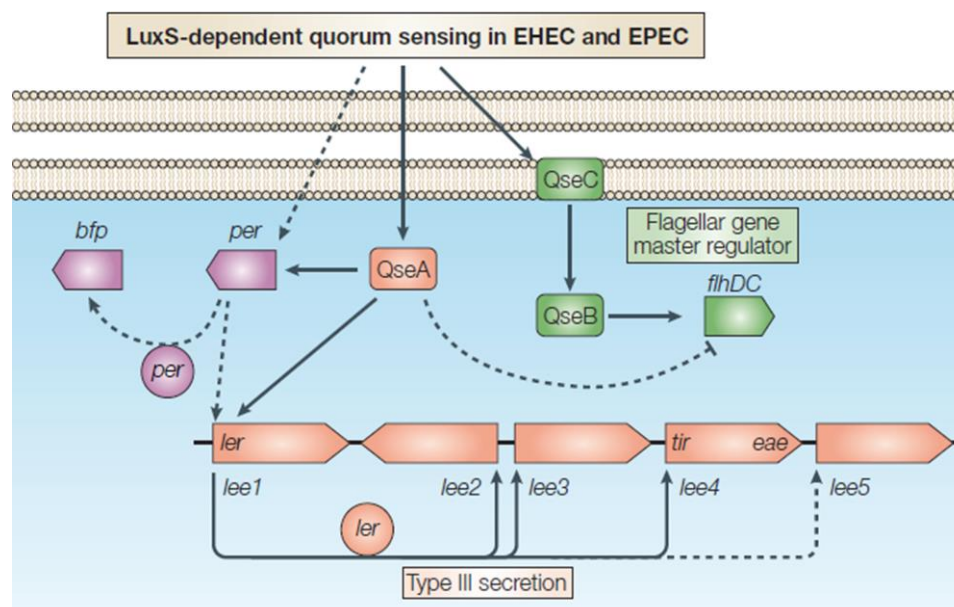 LuxS-dependent quorum sensing in EHEC and EPEC
QseC
Flagellar gene
master regulator
bfp
per
QseA
flhDC
QseB
per
ler
tir
eae
lee1
lee2
lee3
lee4
lee5
ler
Type III secretion